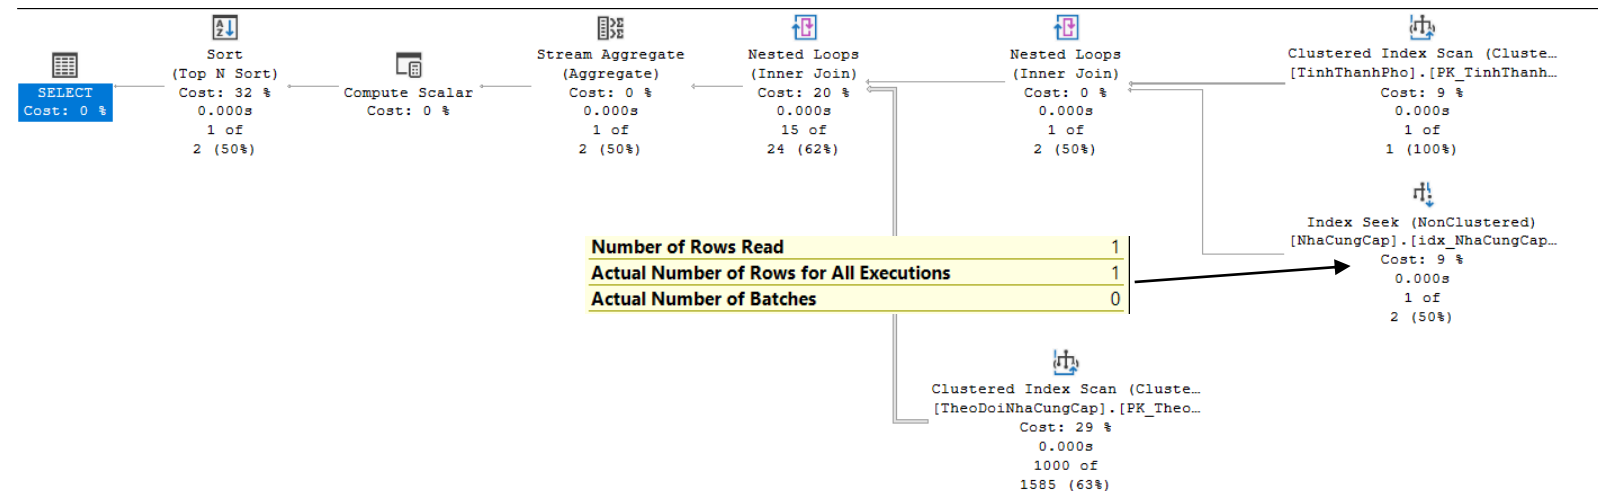 SELECT
Cost: 0 %
Sort
(Top N Sort)
Cost: 32 %
0.000s
1 of
2 (50%)
Compute Scalar
Cost: 0 %
Stream Aggregate
(Aggregate)
Cost: 0 %
0.000s
1 of
2 (50%)
Nested Loops
(Inner Join)
Cost: 20 %
0.000s
15 of
24 (62%)
Nested Loops
(Inner Join)
Cost: 0 %
0.000s
1 of
2 (50%)
Clustered Index Scan (Cluste…
[TinhThanhPho].[PK_TinhThanh…
Cost: 9 %
0.000s
1 of
1 (100%)
Index Seek (NonClustered)
[NhaCungCap].[idx_NhaCungCap…
Cost: 9 %
0.000s
1 of
2 (50%)
Number of Rows Read 1
Actual Number of Rows for All Executions 1
Actual Number of Batches 0
Clustered Index Scan (Cluste…
[TheoDoiNhaCungCap].[PK_Theo…
Cost: 29 %
0.000s
1000 of
1585 (63%)